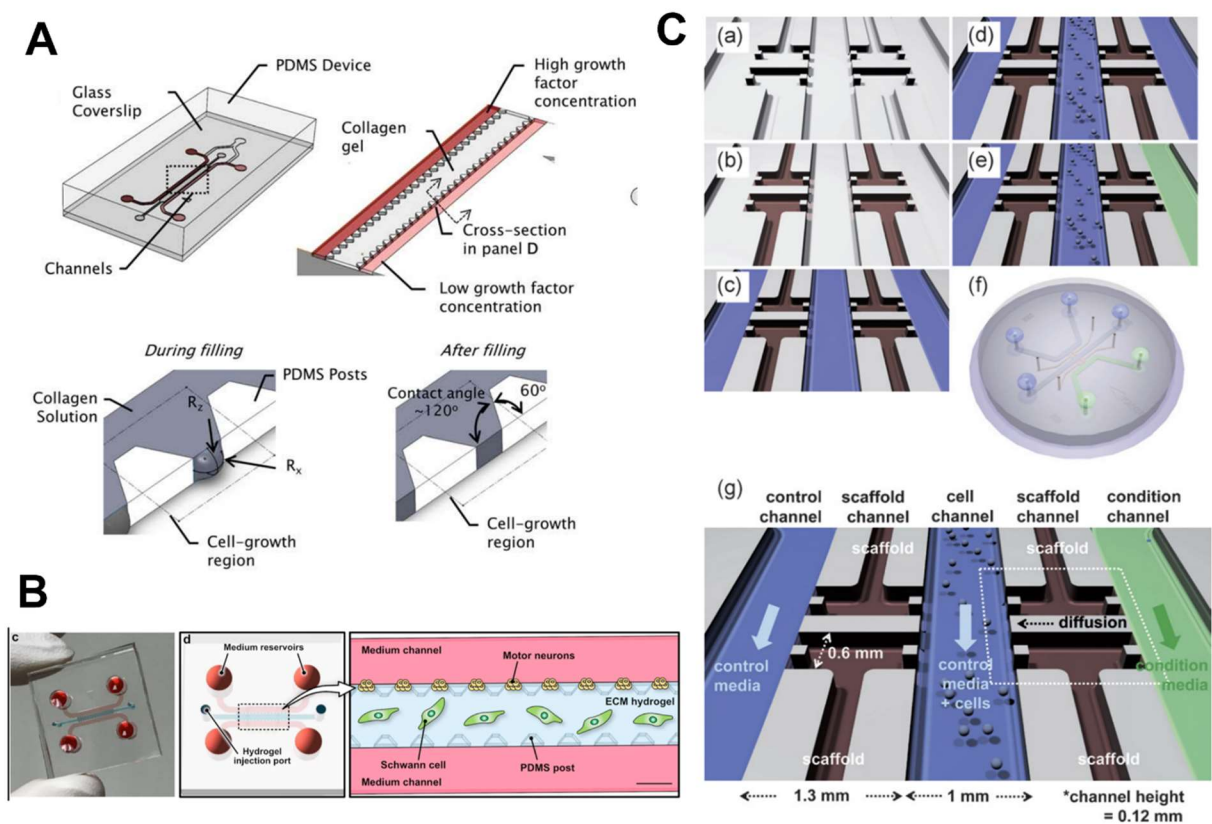 A
PDMS Device
Glass
Coverslip
Channels
High growth
factor
concentration
Collagen
gel
Cross-section
in panel D
Low growth factor
concentration
During filling
Collagen
Solution
PDMS Posts
Rz
Rx
Cell-growth
region
After filling
Contact angle
~120°
60°
Cell-growth
region
B
c
d
Medium reservoirs
Hydrogel
injection port
Medium channel
Motor neurons
ECM hydrogel
Schwann cell
PDMS post
Medium channel
C
(a)
(b)
(c)
(d)
(e)
(f)
(g)
control
channel
scaffold
channel
cell
channel
scaffold
channel
condition
channel
scaffold
scaffold
diffusion
0.6 mm
control
media
control
media
+ cells
condition
media
scaffold
scaffold
1.3 mm
1 mm
*channel height
= 0.12 mm